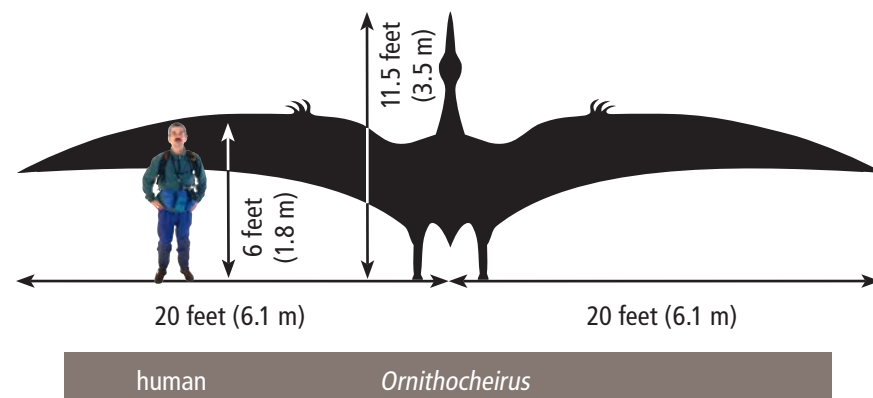 11.5 feet
(3.5 m)
6 feet
(1.8 m)
20 feet (6.1 m)
20 feet (6.1 m)
human
Ornithocheirus